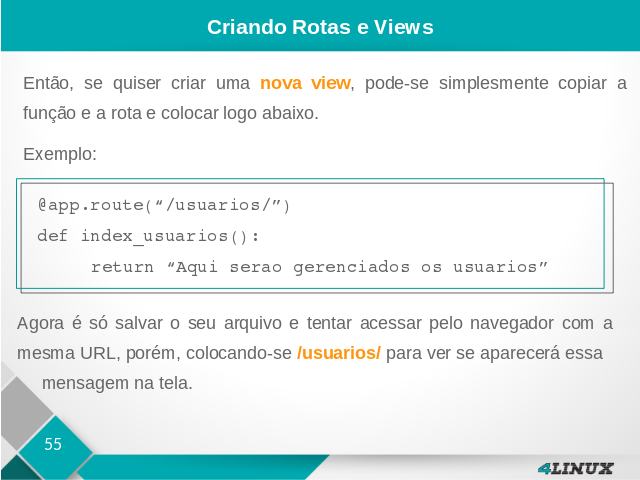 Criando Rotas e Views
Então, se quiser criar uma nova view, pode-se simplesmente copiar a
função e a rota e colocar logo abaixo.
Exemplo:
@app.route(“/usuarios/”)
def index_usuarios():
return “Aqui serao gerenciados os usuarios”
Agora é só salvar o seu arquivo e tentar acessar pelo navegador com a
mesma URL, porém, colocando-se /usuarios/ para ver se aparecerá essa
mensagem na tela.
55
4LINUX